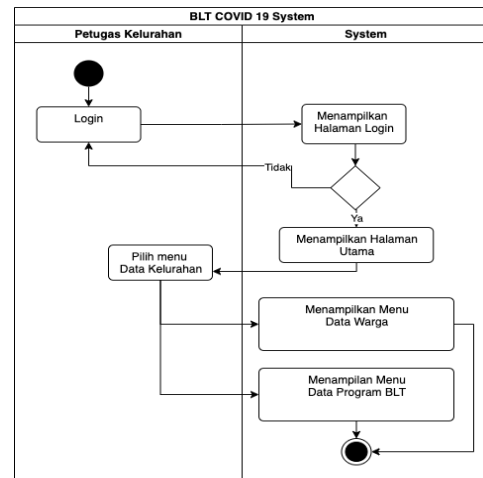 BLT COVID 19 System
Petugas Kelurahan
System
Login
Menampilkan
Halaman Login
Tidak
Ya
Menampilkan Halaman
Utama
Pilih menu
Data Kelurahan
Menampilkan Menu
Data Warga
Menampilan Menu
Data Program BLT